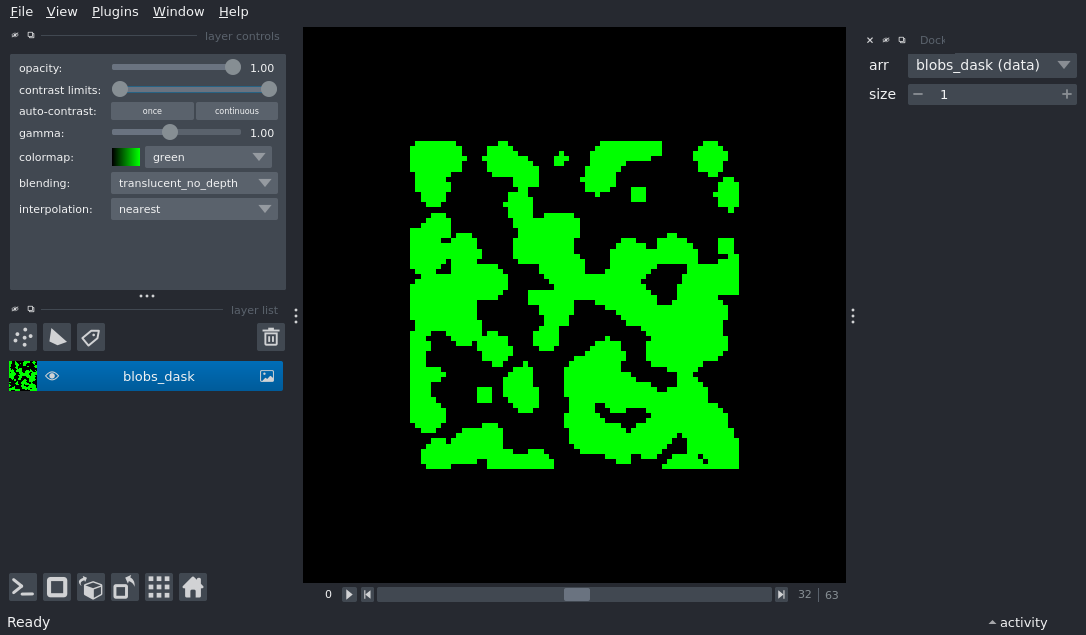 File View Plugins Window Help
layer controls
opacity: 1.00
contrast limits:
auto-contrast: once continuous
gamma: 1.00
colormap: green
blending: translucent_no_depth
interpolation: nearest
layer list
blobs_dask
0 32 63
Dock
arr blobs_dask (data)
size 1
Ready
activity